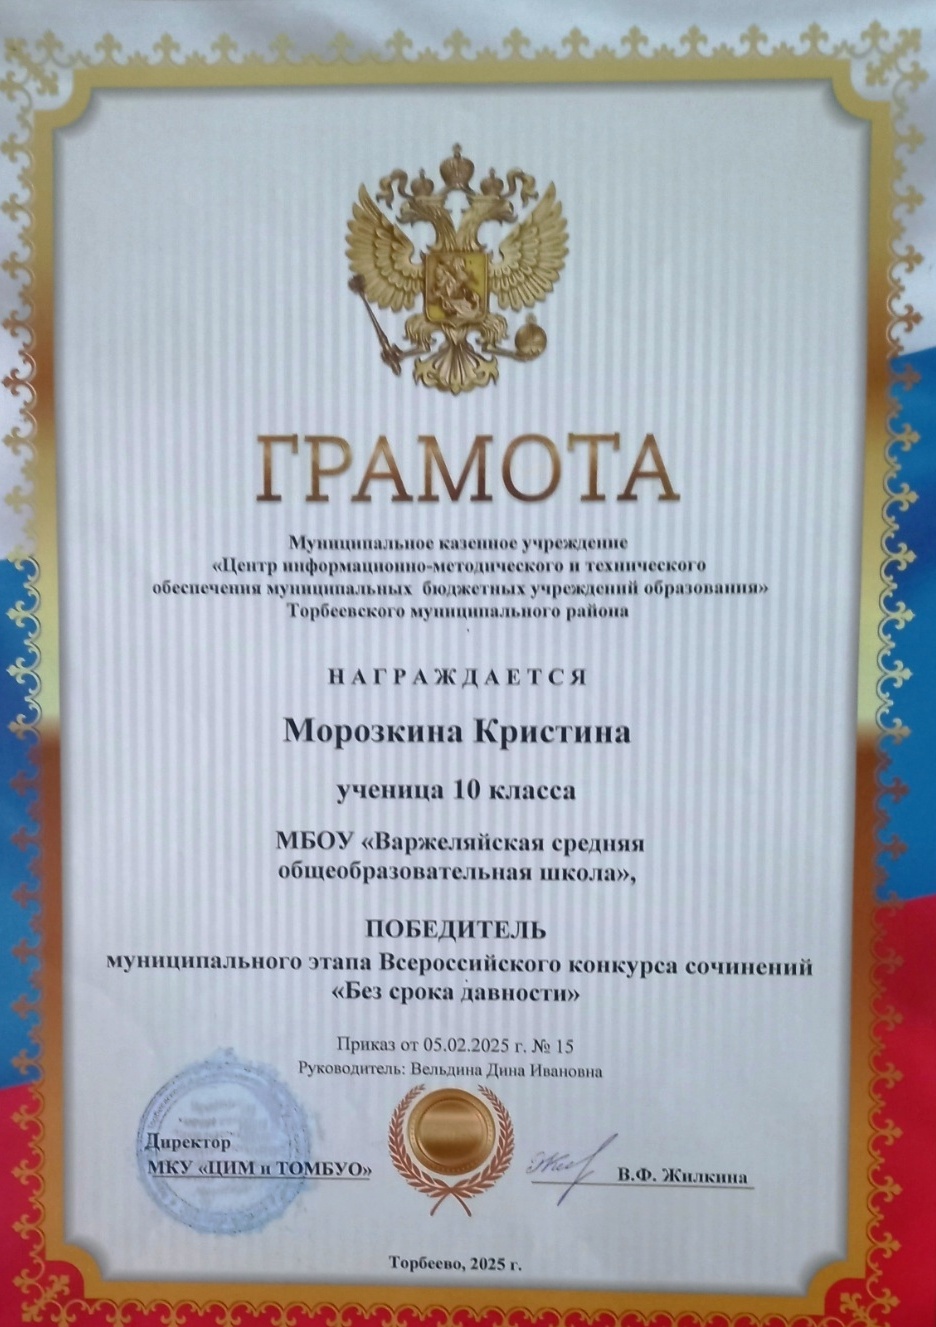 ГРАМОТА
Муниципальное казенное учреждение
«Центр информационно-методического и технического
обеспечения муниципальных бюджетных учреждений образования»
Торбеевского муниципального района
НАГРАЖДАЕТСЯ
Морозкина Кристина
ученица 10 класса
МБОУ «Варжеляйская средняя
общеобразовательная школа»,
ПОБЕДИТЕЛЬ
муниципального этапа Всероссийского конкурса сочинений
«Без срока давности»
Приказ от 05.02.2025 г. № 15
Руководитель: Вельдина Дина Ивановна
Директор
МКУ «ЦИМ и ТОМБУО»
В.Ф. Жилкина
Торбеево, 2025 г.